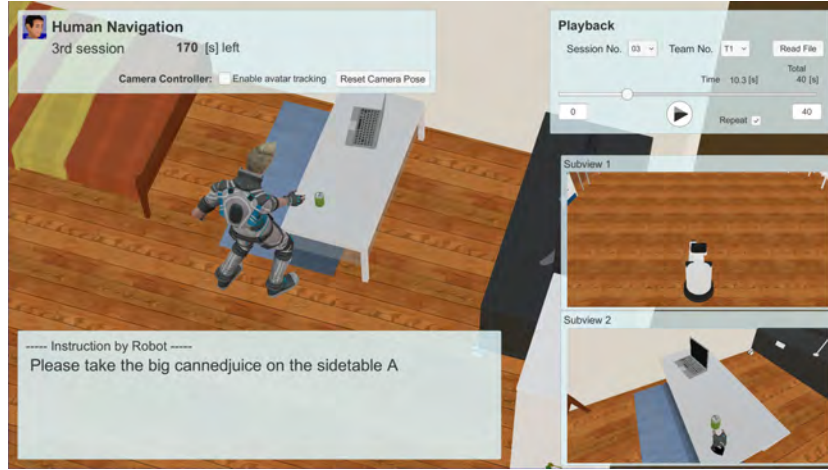 Human Navigation
3rd session 170 [s] left
Camera Controller: Enable avatar tracking Reset Camera Pose
Playback
Session No. 03 Team No. T1 Read File
Total
Time 10.3 [s] 40 [s]
0 40
Repeat
Subview 1
Subview 2
----- Instruction by Robot -----
Please take the big cannedjuice on the sidetable A